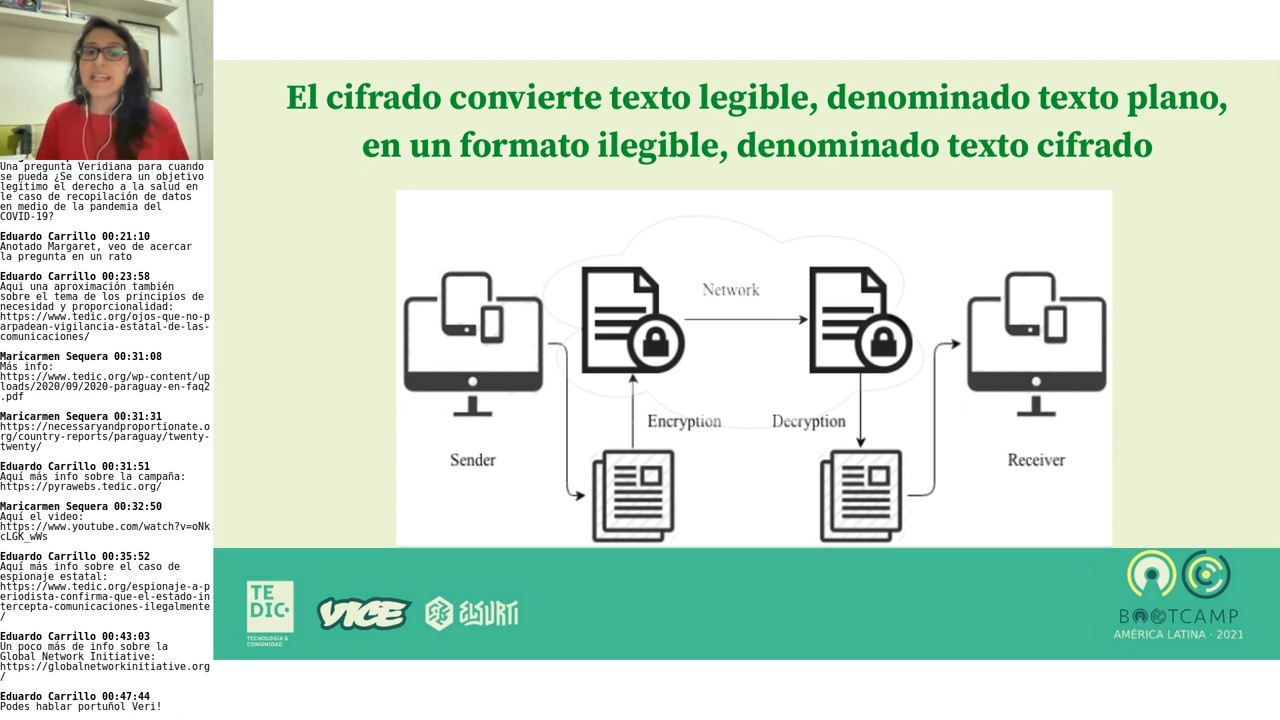 Una pregunta Veridiana para cuando
se pueda ¿Se considera un objetivo
legítimo el derecho a la salud en
le caso de recopilación de datos
en medio de la pandemia del
COVID-19?
Eduardo Carrillo 00:21:10
Anotado Margaret, veo de acercar
la pregunta en un rato
Eduardo Carrillo 00:23:58
Aqui una aproximación también
sobre el tema de los principios de
necesidad y proporcionalidad:
https://www.tedic.org/ojos-que-no-p
arpadean-vigilancia-estatal-de-las-
comunicaciones/
Maricarmen Sequera 00:31:08
Más info:
https://www.tedic.org/wp-content/up
loads/2020/09/2020-paraguay-en-faq2
.pdf
Maricarmen Sequera 00:31:31
https://necessaryandproportionate.o
rg/country-reports/paraguay/twenty-
twenty/
Eduardo Carrillo 00:31:51
Aquí más info sobre la campaña:
https://pyrawebs.tedic.org/
Maricarmen Sequera 00:32:50
Aquí el video:
https://www.youtube.com/watch?v=oNk
cLGK_wWs
Eduardo Carrillo 00:35:52
Aquí más info sobre el caso de
espionaje estatal:
https://www.tedic.org/espionaje-a-p
eriodista-confirma-que-el-estado-in
tercepta-comunicaciones-ilegalmente
/
Eduardo Carrillo 00:43:03
Un poco más de info sobre la
Global Network Initiative:
https://globalnetworkinitiative.org
/
Eduardo Carrillo 00:47:44
Podes hablar portuñol Veri!
El cifrado convierte texto legible, denominado texto plano,
en un formato ilegible, denominado texto cifrado
Network
Encryption
Decryption
Sender
Receiver
TE
DIC
TECNOLOGÍA &
COMUNIDAD
VICE
ELSURTI
BOOTCAMP
AMÉRICA LATINA · 2021